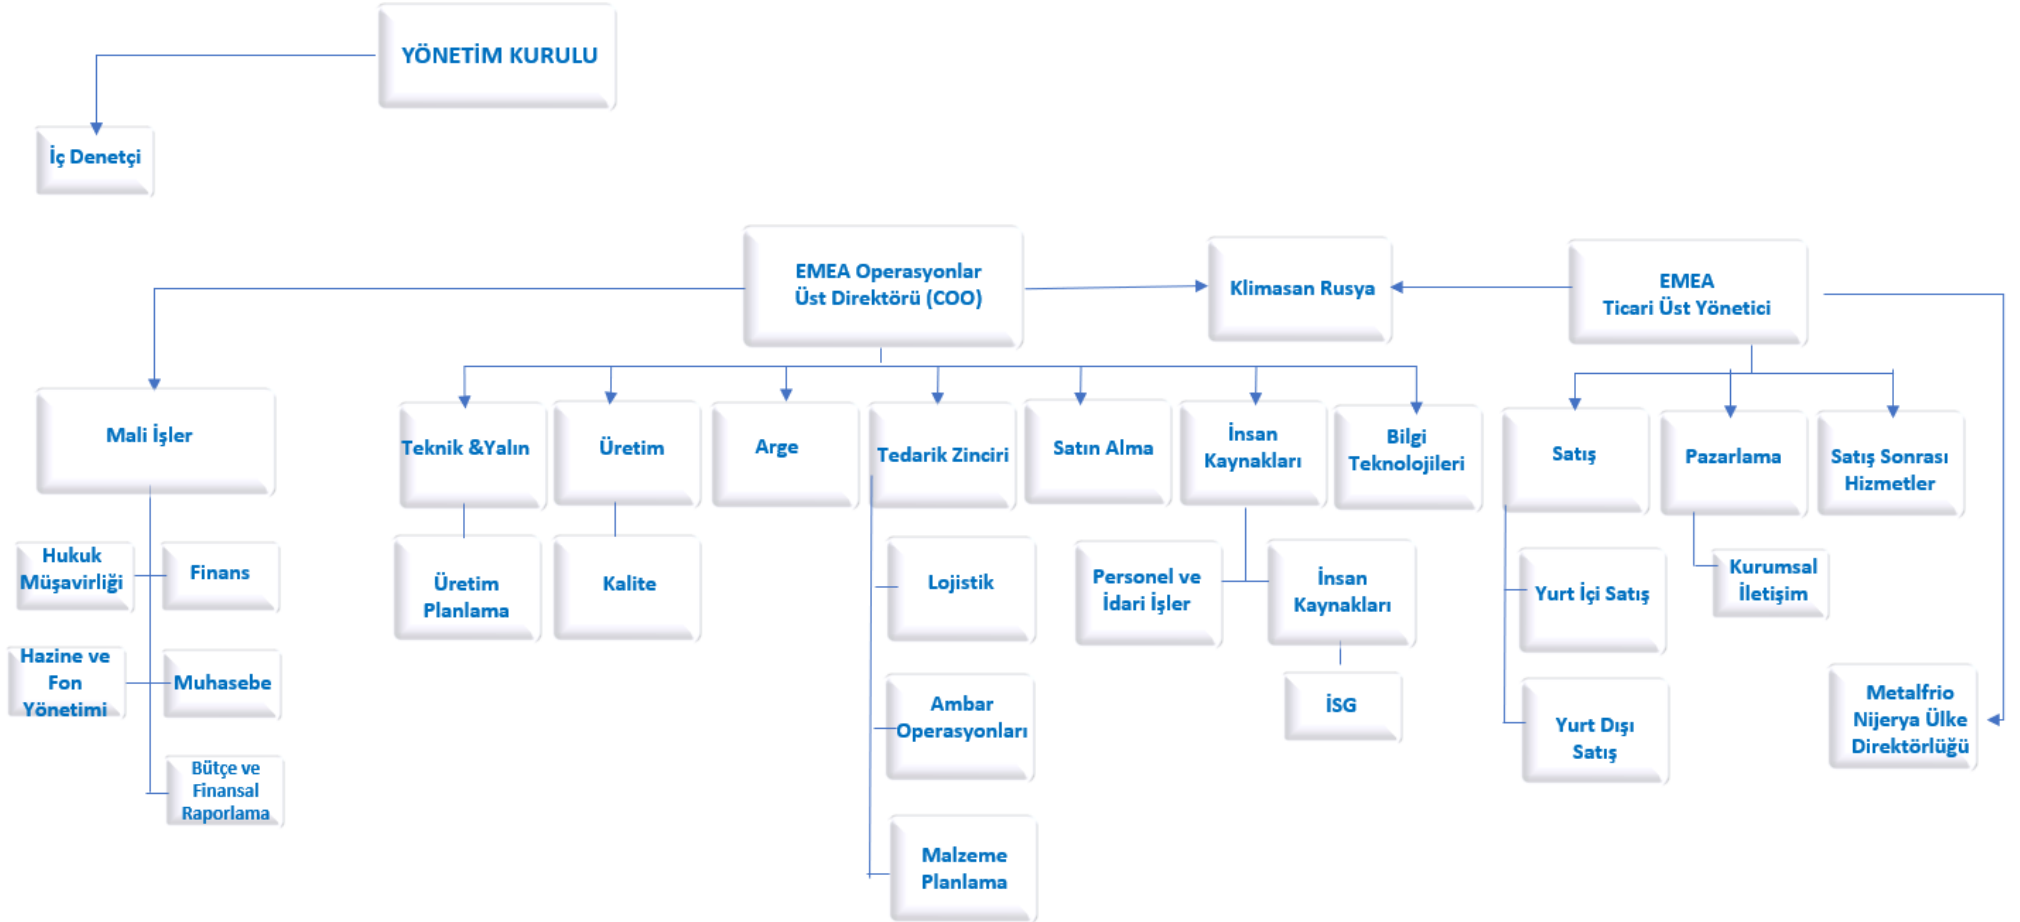 YÖNETİM KURULU
İç Denetçi
EMEA Operasyonlar
Üst Direktörü (COO)
Klimasan Rusya
EMEA
Ticari Üst Yönetici
Mali İşler
Teknik &Yalın
Üretim
Arge
Tedarik Zinciri
Satın Alma
İnsan
Kaynakları
Bilgi
Teknolojileri
Satış
Pazarlama
Satış Sonrası
Hizmetler
Hukuk
Müşavirliği
Finans
Üretim
Planlama
Kalite
Lojistik
Personel ve
İdari İşler
İnsan
Kaynakları
Yurt İçi Satış
Kurumsal
İletişim
Hazine ve
Fon
Yönetimi
Muhasebe
Ambar
Operasyonları
İSG
Yurt Dışı
Satış
Metalfrio
Nijerya Ülke
Direktörlüğü
Bütçe ve
Finansal
Raporlama
Malzeme
Planlama